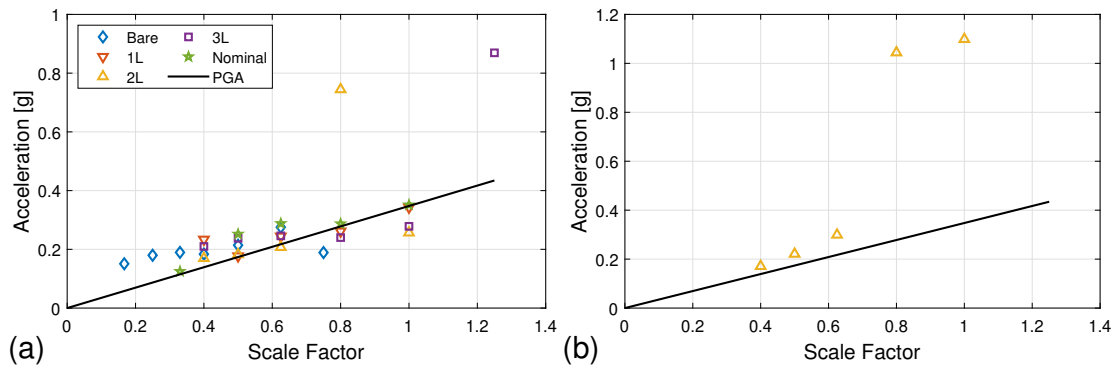 Bare
1L
2L
3L
Nominal
PGA
1
0.8
0.6
0.4
0.2
0
Acceleration [g]
0 0.2 0.4 0.6 0.8 1 1.2 1.4
Scale Factor
(a)
1.2
1
0.8
0.6
0.4
0.2
0
Acceleration [g]
0 0.2 0.4 0.6 0.8 1 1.2 1.4
Scale Factor
(b)